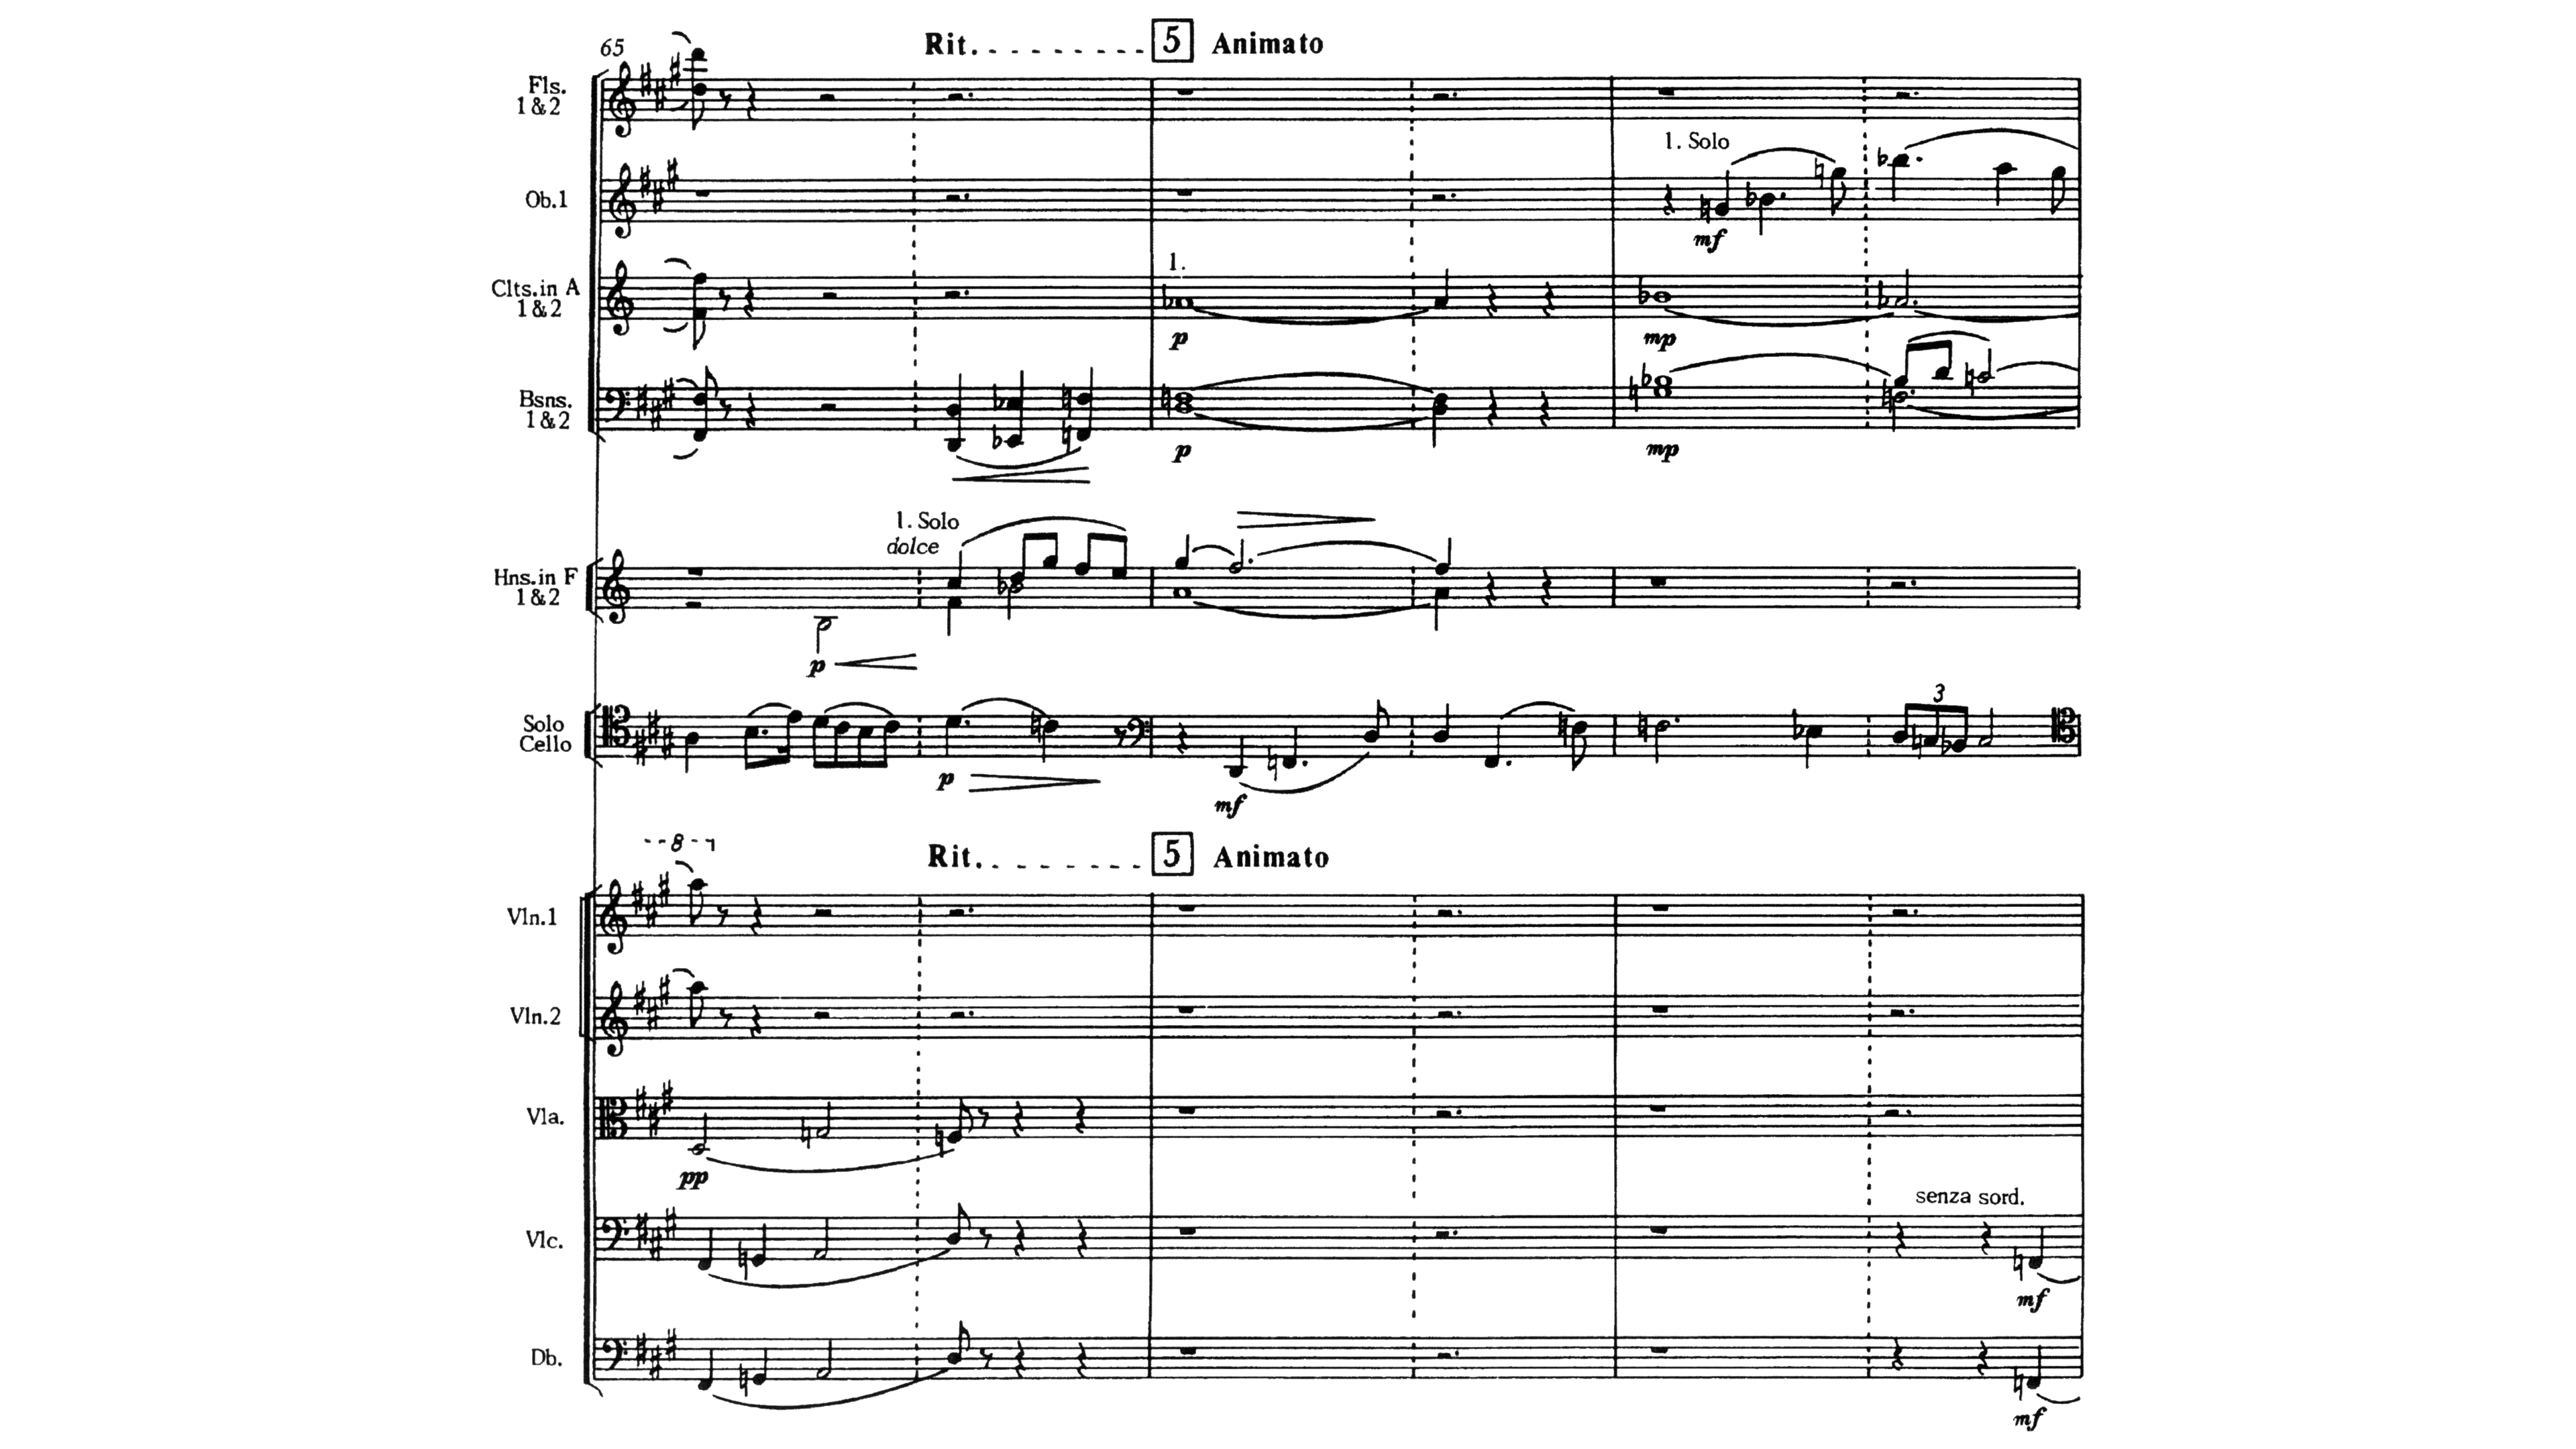 65
Rit. 5 Animato
Fls.
1&2
1. Solo
Ob.1
mf
Clts.in A
1&2
1.
p
mp
Bsns.
1&2
p
mp
1. Solo
dolce
Hns.in F
1&2
p
3
Solo
Cello
p
mf
8
Rit. 5 Animato
Vln.1
Vln.2
Vla.
pp
senza sord.
Vlc.
mf
Db.
mf